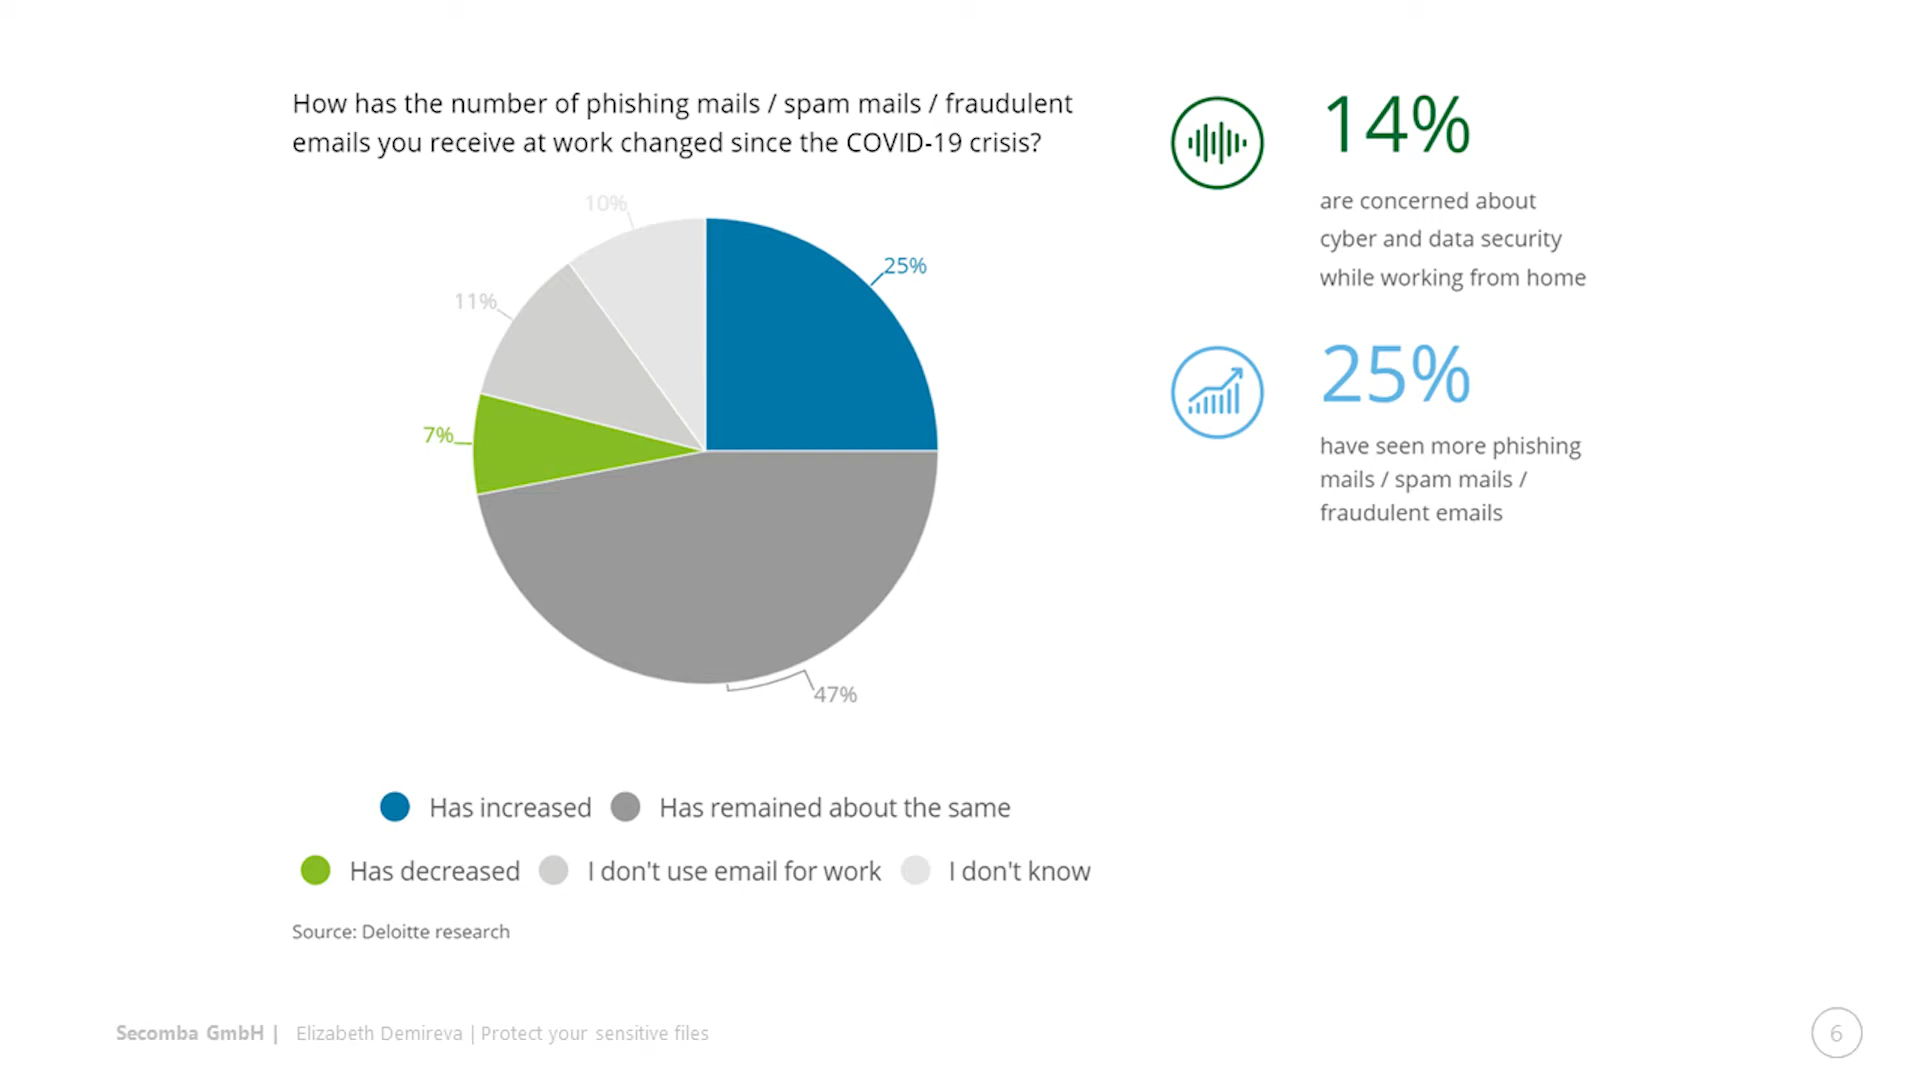 How has the number of phishing mails / spam mails / fraudulent
emails you receive at work changed since the COVID-19 crisis?
10%
25%
11%
7%
47%
Has increased
Has remained about the same
Has decreased
I don't use email for work
I don't know
Source: Deloitte research
14%
are concerned about
cyber and data security
while working from home
25%
have seen more phishing
mails / spam mails /
fraudulent emails
Secomba GmbH | Elizabeth Demireva | Protect your sensitive files
6